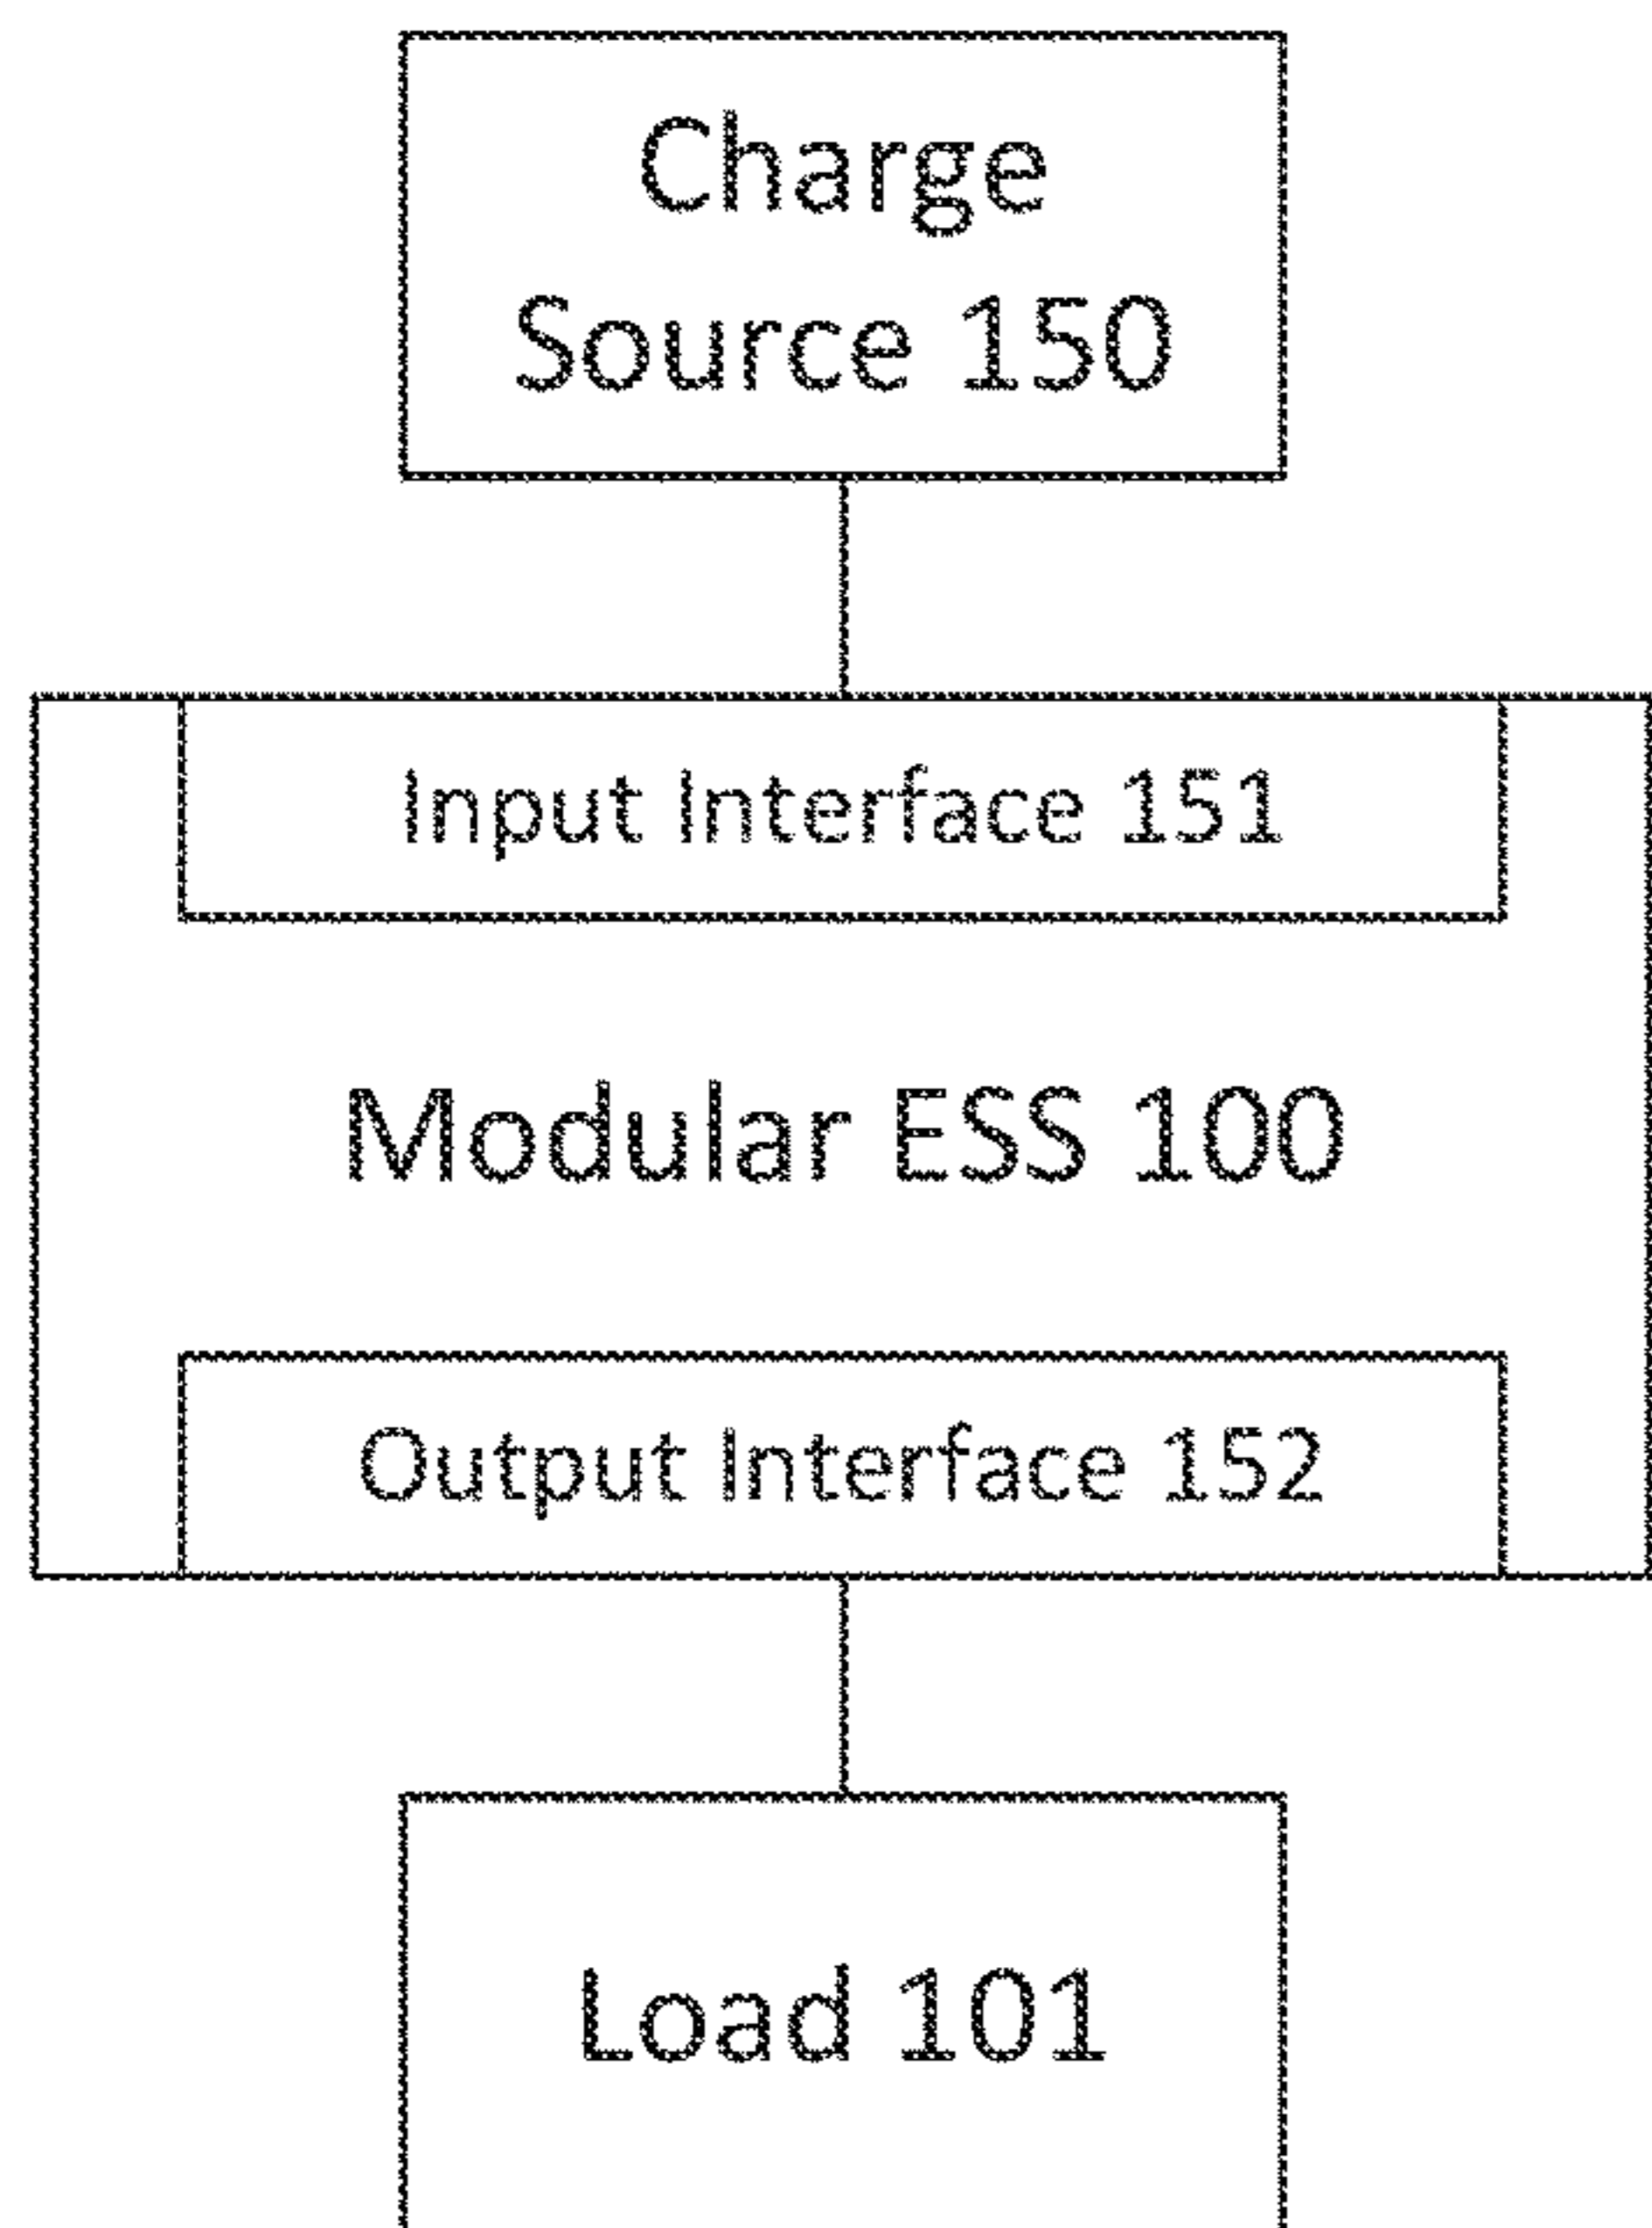 Charge
Source 150
Input Interface 151
Modular ESS 100
Output Interface 152
Load 101